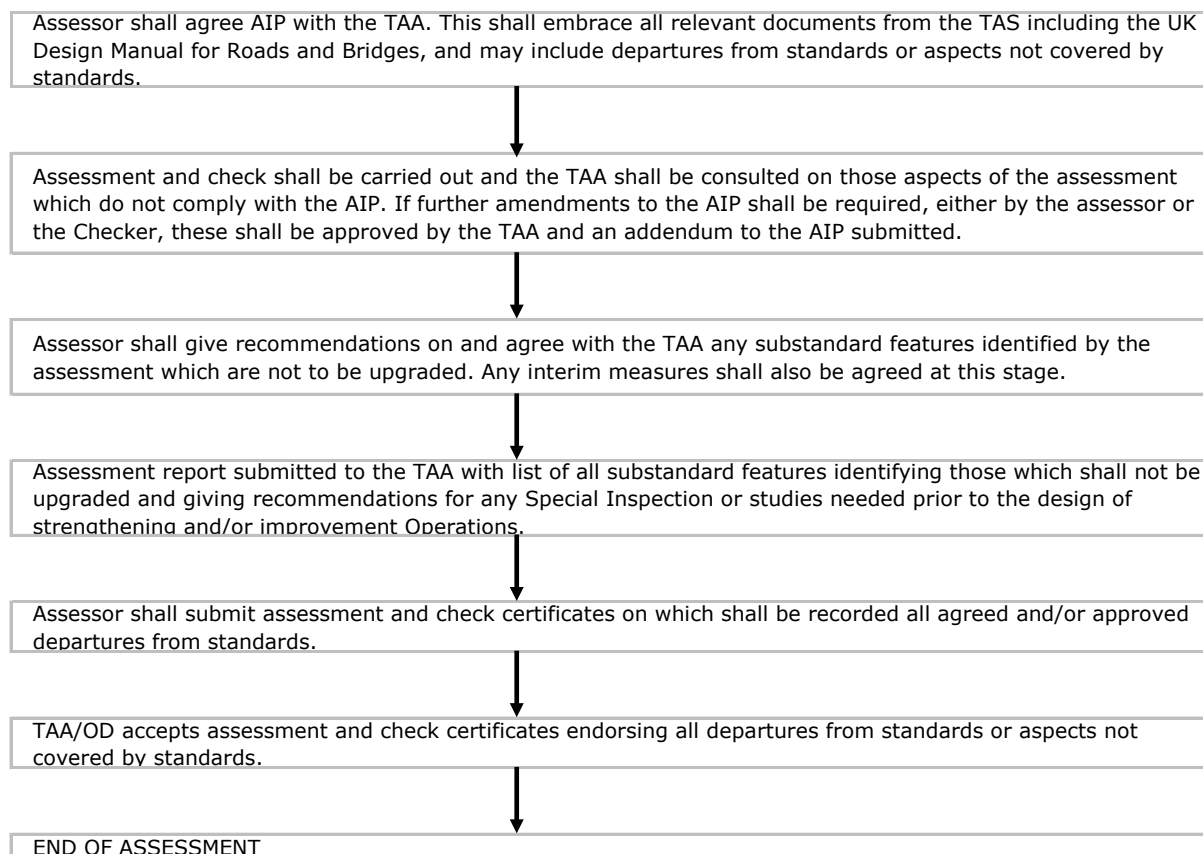 Assessor shall agree AIP with the TAA. This shall embrace all relevant documents from the TAS including the UK
Design Manual for Roads and Bridges, and may include departures from standards or aspects not covered by
standards.
Assessment and check shall be carried out and the TAA shall be consulted on those aspects of the assessment
which do not comply with the AIP. If further amendments to the AIP shall be required, either by the assessor or
the Checker, these shall be approved by the TAA and an addendum to the AIP submitted.
Assessor shall give recommendations on and agree with the TAA any substandard features identified by the
assessment which are not to be upgraded. Any interim measures shall also be agreed at this stage.
Assessment report submitted to the TAA with list of all substandard features identifying those which shall not be
upgraded and giving recommendations for any Special Inspection or studies needed prior to the design of
strengthening and/or improvement Operations.
Assessor shall submit assessment and check certificates on which shall be recorded all agreed and/or approved
departures from standards.
TAA/OD accepts assessment and check certificates endorsing all departures from standards or aspects not
covered by standards.
END OF ASSESSMENT